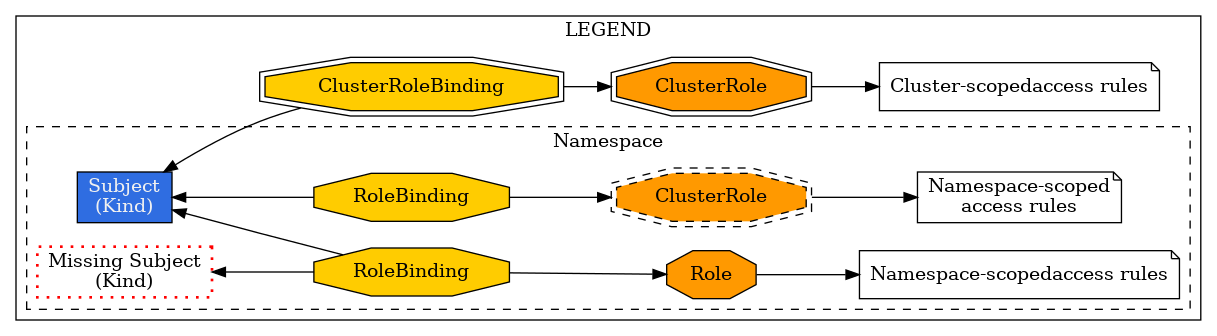 LEGEND
ClusterRoleBinding
ClusterRole
Cluster-scopedaccess rules
Namespace
Subject
(Kind)
RoleBinding
ClusterRole
Namespace-scoped
access rules
Missing Subject
(Kind)
RoleBinding
Role
Namespace-scopedaccess rules